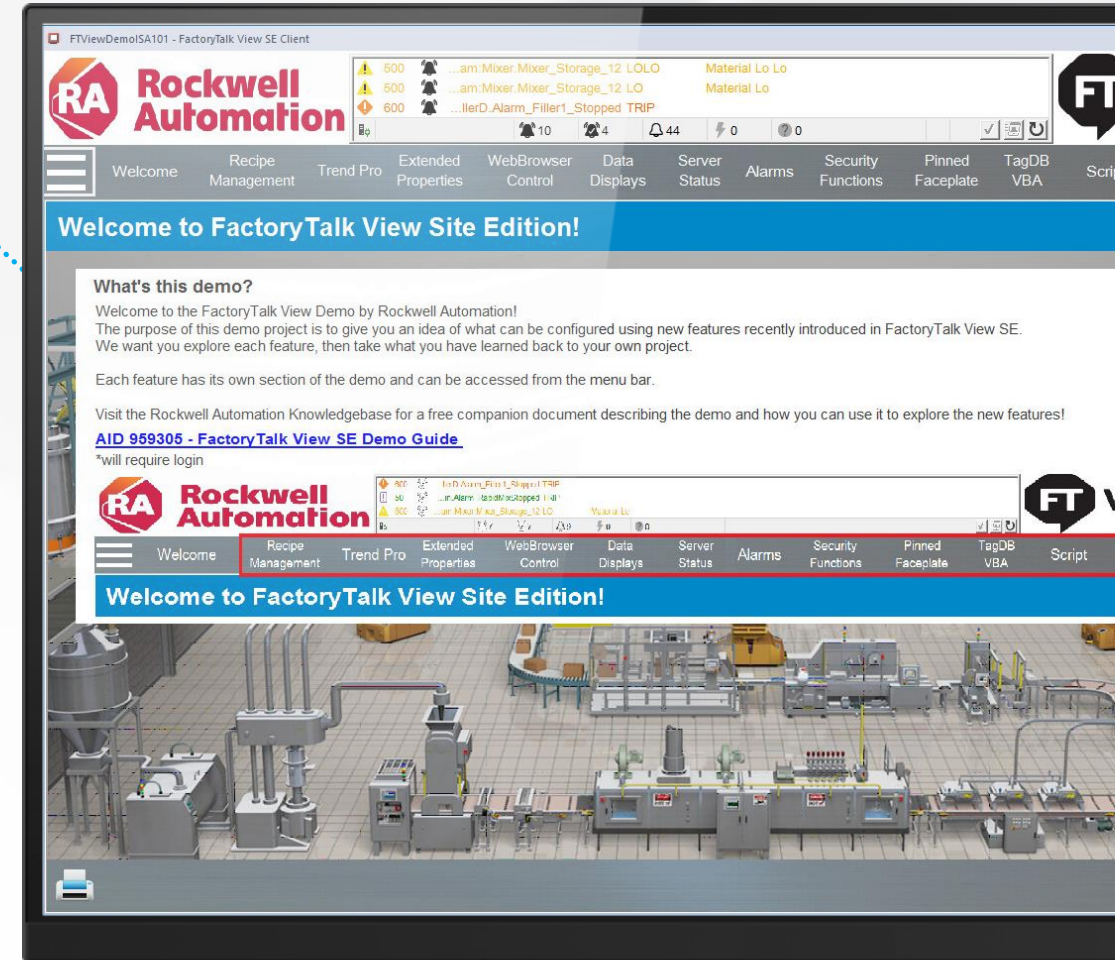 FTViewDemoISA101 - FactoryTalk View SE Client
RA Rockwell Automation
500 ...am:Mixer.Mixer_Storage_12 LOLO Material Lo Lo
500 ...am:Mixer.Mixer_Storage_12 LO Material Lo
600 ...llerD.Alarm_Filler1_Stopped TRIP
10 4 44 0 0
FT
Welcome Recipe Management Trend Pro Extended Properties WebBrowser Control Data Displays Server Status Alarms Security Functions Pinned Faceplate TagDB VBA Scrip
Welcome to FactoryTalk View Site Edition!
What's this demo?
Welcome to the FactoryTalk View Demo by Rockwell Automation!
The purpose of this demo project is to give you an idea of what can be configured using new features recently introduced in FactoryTalk View SE.
We want you explore each feature, then take what you have learned back to your own project.
Each feature has its own section of the demo and can be accessed from the menu bar.
Visit the Rockwell Automation Knowledgebase for a free companion document describing the demo and how you can use it to explore the new features!
AID 959305 - FactoryTalk View SE Demo Guide
*will require login
RA Rockwell Automation
FT V
Welcome Recipe Management Trend Pro Extended Properties WebBrowser Control Data Displays Server Status Alarms Security Functions Pinned Faceplate TagDB VBA Script
Welcome to FactoryTalk View Site Edition!